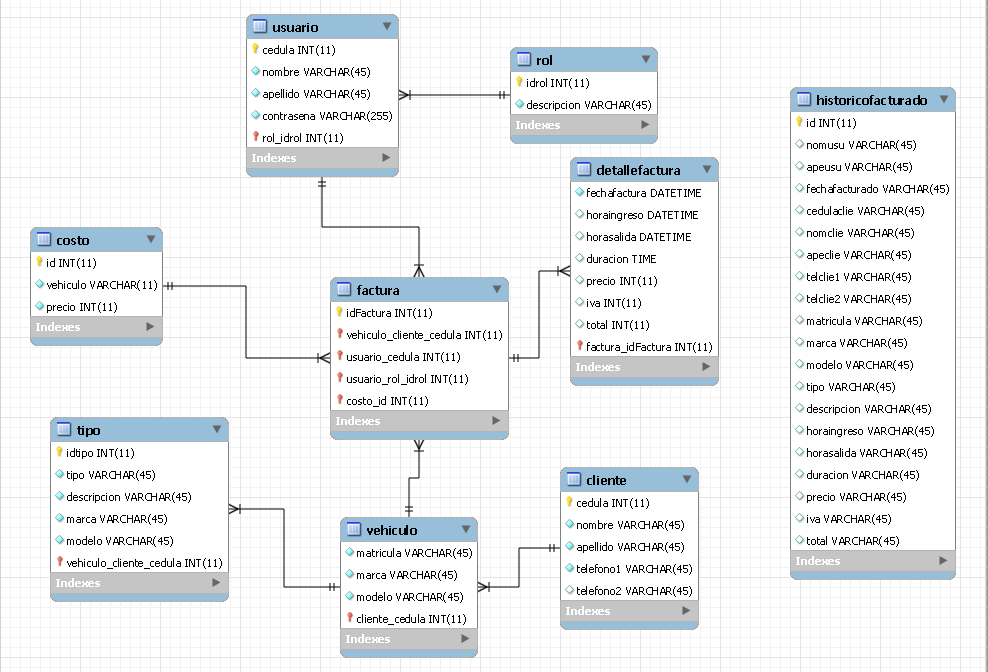 usuario
cedula INT(11)
nombre VARCHAR(45)
apellido VARCHAR(45)
contrasena VARCHAR(255)
rol_idrol INT(11)
Indexes
rol
idrol INT(11)
descripcion VARCHAR(45)
Indexes
historicofacturado
id INT(11)
nomusu VARCHAR(45)
apeusu VARCHAR(45)
fechafacturado VARCHAR(45)
cedulaclie VARCHAR(45)
nomclie VARCHAR(45)
apeclie VARCHAR(45)
telclie1 VARCHAR(45)
telclie2 VARCHAR(45)
matricula VARCHAR(45)
marca VARCHAR(45)
modelo VARCHAR(45)
tipo VARCHAR(45)
descripcion VARCHAR(45)
horaingreso VARCHAR(45)
horasalida VARCHAR(45)
duracion VARCHAR(45)
precio VARCHAR(45)
iva VARCHAR(45)
total VARCHAR(45)
Indexes
detallefactura
fechafactura DATETIME
horaingreso DATETIME
horasalida DATETIME
duracion TIME
precio INT(11)
iva INT(11)
total INT(11)
factura_idFactura INT(11)
Indexes
costo
id INT(11)
vehiculo VARCHAR(11)
precio INT(11)
Indexes
factura
idFactura INT(11)
vehiculo_cliente_cedula INT(11)
usuario_cedula INT(11)
usuario_rol_idrol INT(11)
costo_id INT(11)
Indexes
tipo
idtipo INT(11)
tipo VARCHAR(45)
descripcion VARCHAR(45)
marca VARCHAR(45)
modelo VARCHAR(45)
vehiculo_cliente_cedula INT(11)
Indexes
cliente
cedula INT(11)
nombre VARCHAR(45)
apellido VARCHAR(45)
telefono1 VARCHAR(45)
telefono2 VARCHAR(45)
Indexes
vehiculo
matricula VARCHAR(45)
marca VARCHAR(45)
modelo VARCHAR(45)
cliente_cedula INT(11)
Indexes